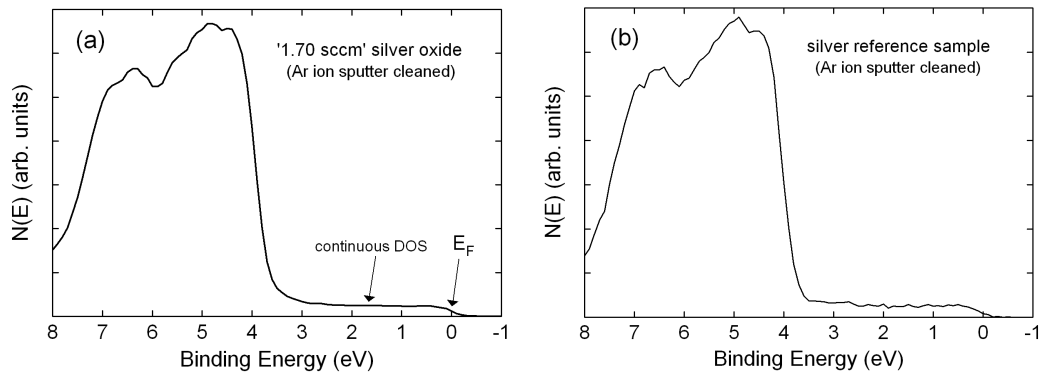 (a)
'1.70 sccm' silver oxide
(Ar ion sputter cleaned)
N(E) (arb. units)
continuous DOS
E_F
8 7 6 5 4 3 2 1 0 -1
Binding Energy (eV)
(b)
silver reference sample
(Ar ion sputter cleaned)
N(E) (arb. units)
8 7 6 5 4 3 2 1 0 -1
Binding Energy (eV)